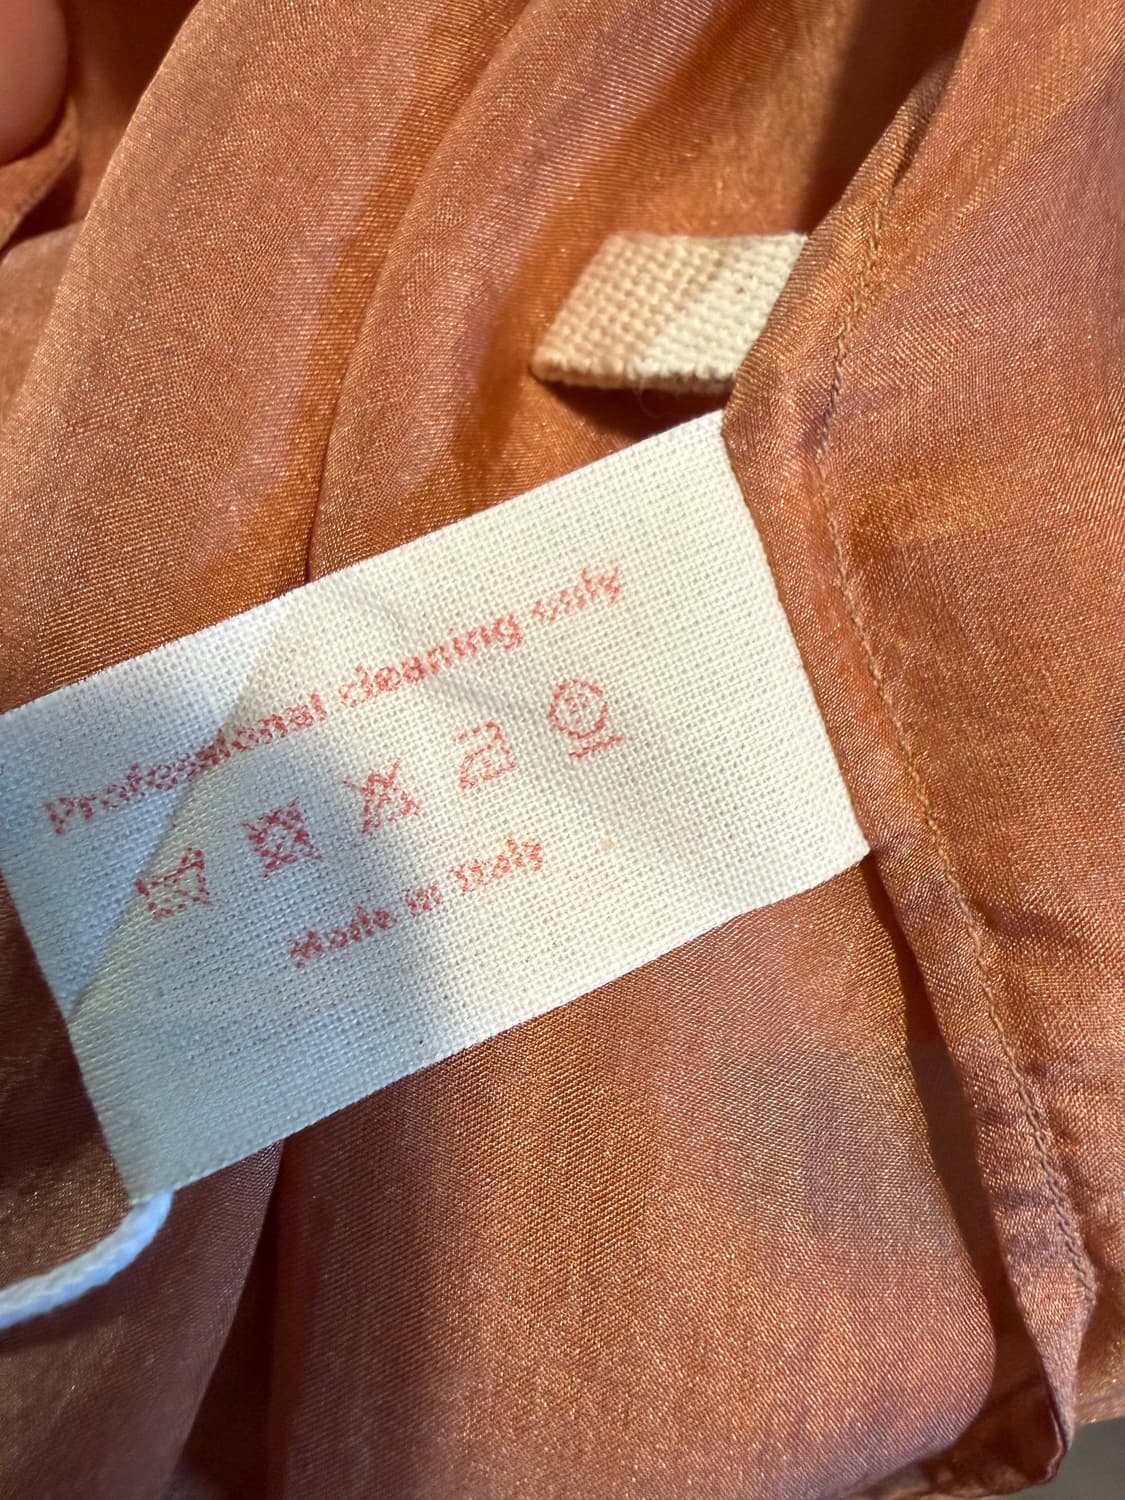 Professional cleaning only
Made in Italy